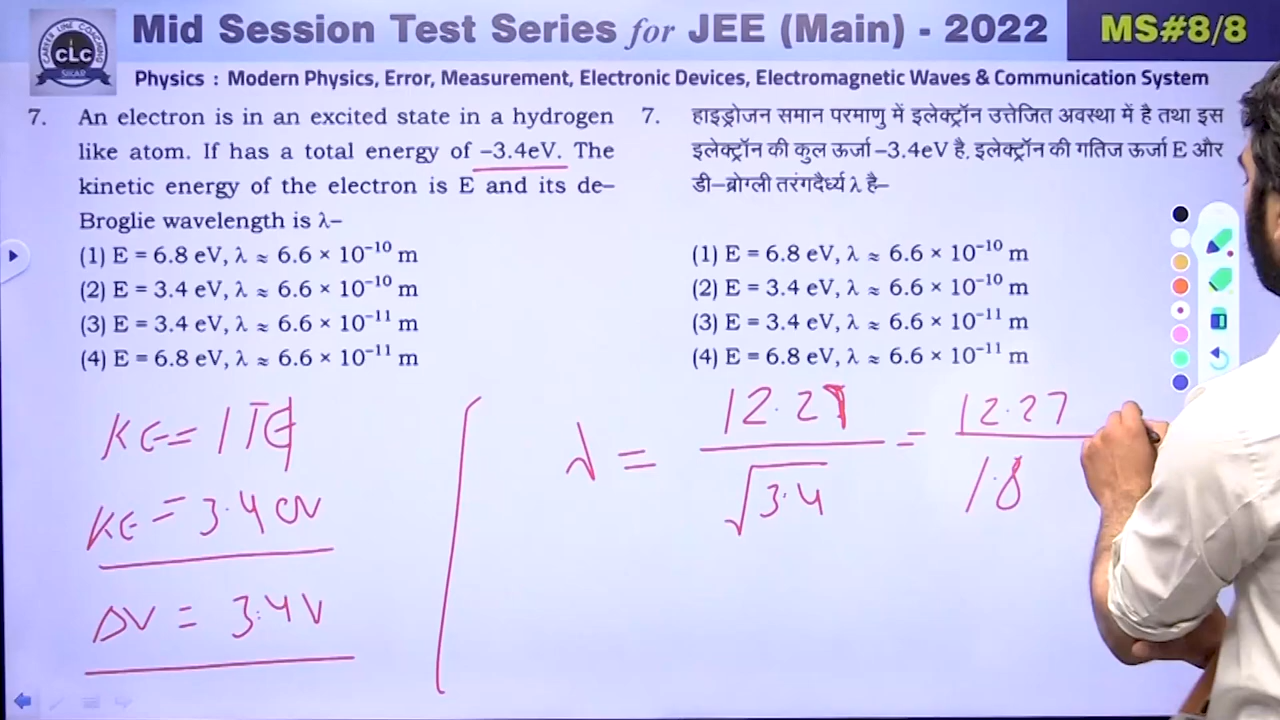 CAREER LINE COACHING
CLC
SIKAR
Mid Session Test Series for JEE (Main) - 2022
MS#8/8
Physics : Modern Physics, Error, Measurement, Electronic Devices, Electromagnetic Waves & Communication System
7. An electron is in an excited state in a hydrogen
like atom. If has a total energy of –3.4eV. The
kinetic energy of the electron is E and its de–
Broglie wavelength is λ–
(1) E = 6.8 eV, λ ≈ 6.6 × 10⁻¹⁰ m
(2) E = 3.4 eV, λ ≈ 6.6 × 10⁻¹⁰ m
(3) E = 3.4 eV, λ ≈ 6.6 × 10⁻¹¹ m
(4) E = 6.8 eV, λ ≈ 6.6 × 10⁻¹¹ m
7. हाइड्रोजन समान परमाणु में इलेक्ट्रॉन उत्तेजित अवस्था में है तथा इस
इलेक्ट्रॉन की कुल ऊर्जा –3.4eV है, इलेक्ट्रॉन की गतिज ऊर्जा E और
डी–ब्रोग्ली तरंगदैर्ध्य λ है–
(1) E = 6.8 eV, λ ≈ 6.6 × 10⁻¹⁰ m
(2) E = 3.4 eV, λ ≈ 6.6 × 10⁻¹⁰ m
(3) E = 3.4 eV, λ ≈ 6.6 × 10⁻¹¹ m
(4) E = 6.8 eV, λ ≈ 6.6 × 10⁻¹¹ m
KE = |TE|
KE = 3.4 eV
ΔV = 3.4 V
λ = 12.27 / √3.4 = 12.27 / 1.8